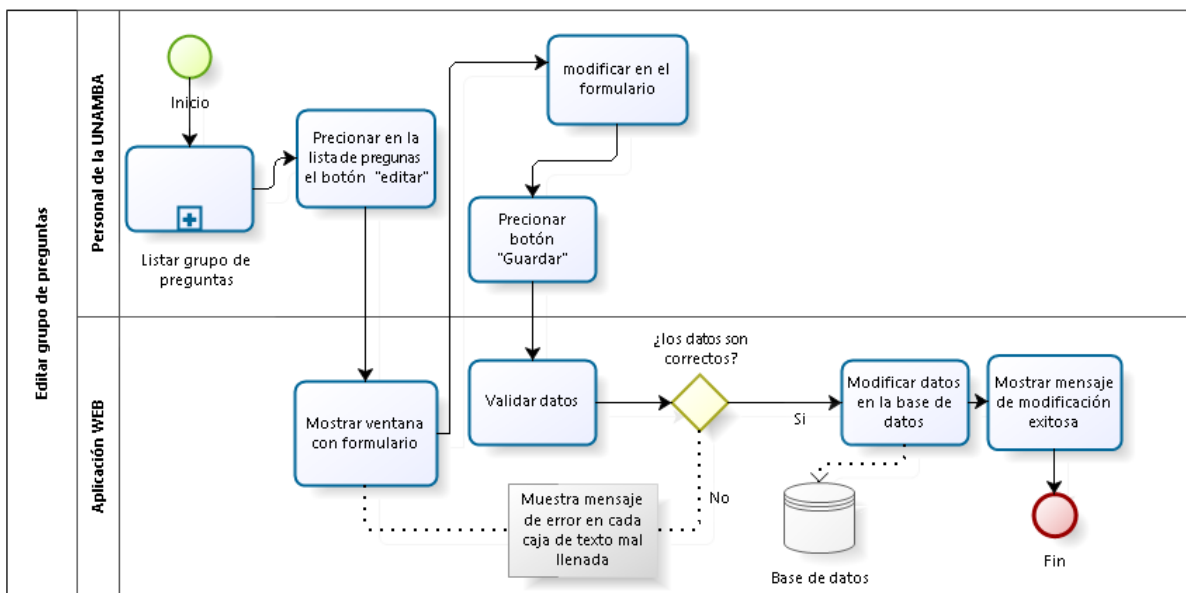 Editar grupo de preguntas
Personal de la UNAMBA
Inicio
Listar grupo de
preguntas
Precionar en la
lista de pregunas
el botón "editar"
modificar en el
formulario
Precionar
botón
"Guardar"
Aplicación WEB
Mostrar ventana
con formulario
Validar datos
¿los datos son
correctos?
Si
No
Muestra mensaje
de error en cada
caja de texto mal
llenada
Modificar datos
en la base de
datos
Base de datos
Mostrar mensaje
de modificación
exitosa
Fin